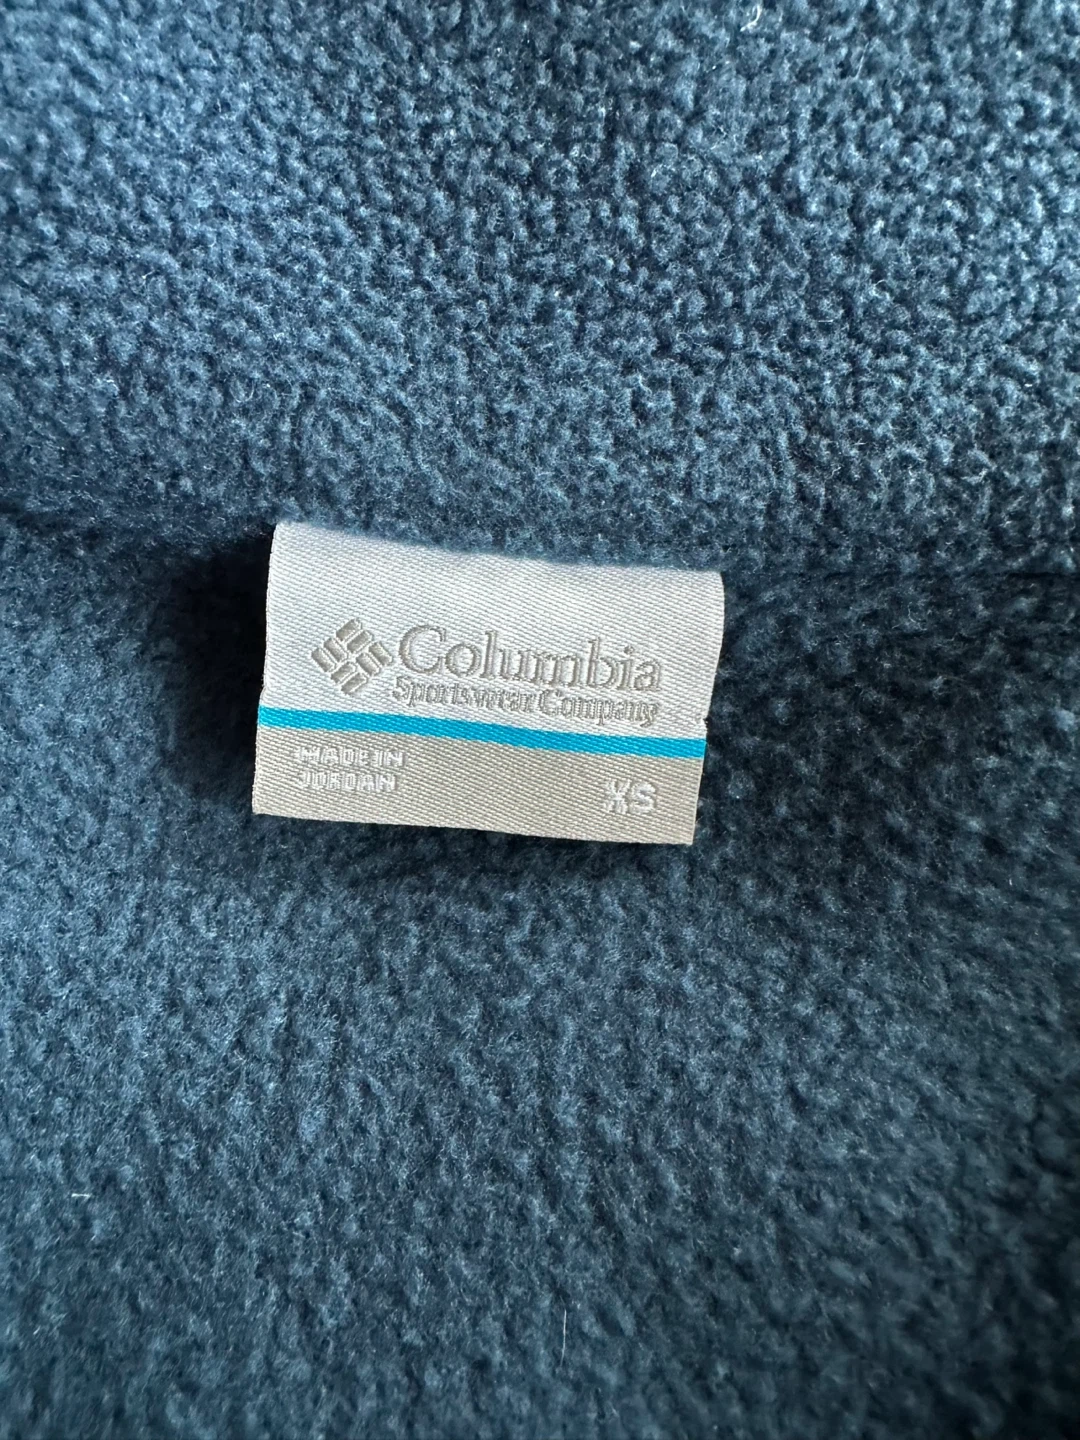 Columbia
Sportswear Company
MADE IN
JORDAN
XS